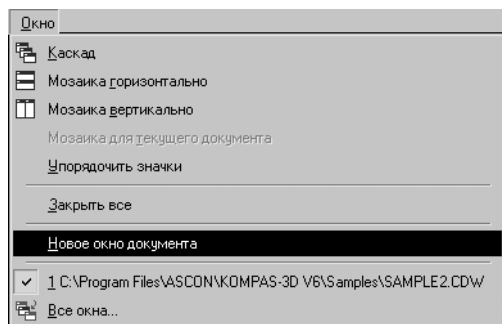 Окно
Каскад
Мозаика горизонтально
Мозаика вертикально
Мозаика для текущего документа
Упорядочить значки
Закрыть все
Новое окно документа
1 C:\Program Files\ASCON\KOMPAS-3D V6\Samples\SAMPLE2.CDW
Все окна...